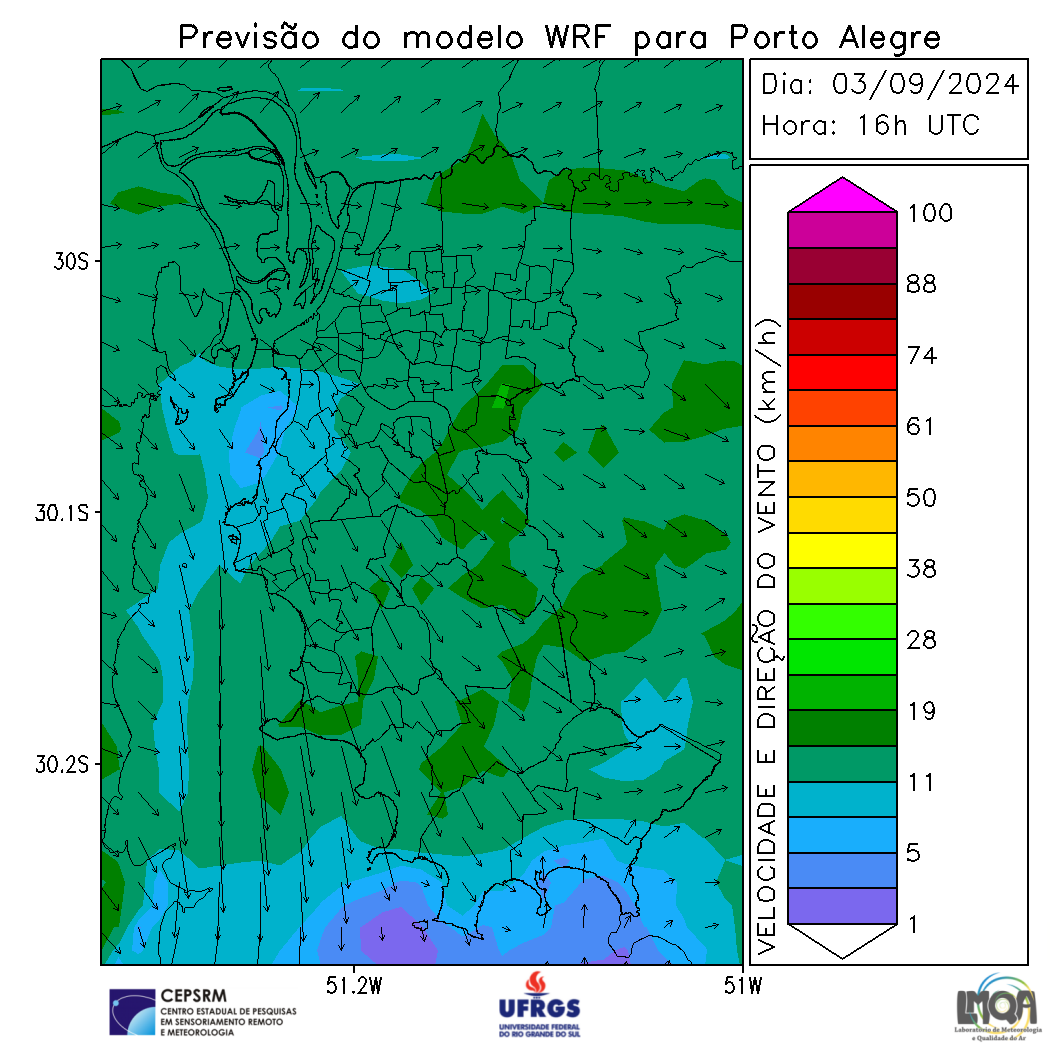 Previsão do modelo WRF para Porto Alegre
Dia: 03/09/2024
Hora: 16h UTC
30S
30.1S
30.2S
51.2W
51W
VELOCIDADE E DIREÇÃO DO VENTO (km/h)
100
88
74
61
50
38
28
19
11
5
1
CEPSRM
CENTRO ESTADUAL DE PESQUISAS
EM SENSORIAMENTO REMOTO
E METEOROLOGIA
UFRGS
UNIVERSIDADE FEDERAL
DO RIO GRANDE DO SUL
LMQA
Laboratório de Meteorologia
e Qualidade do Ar